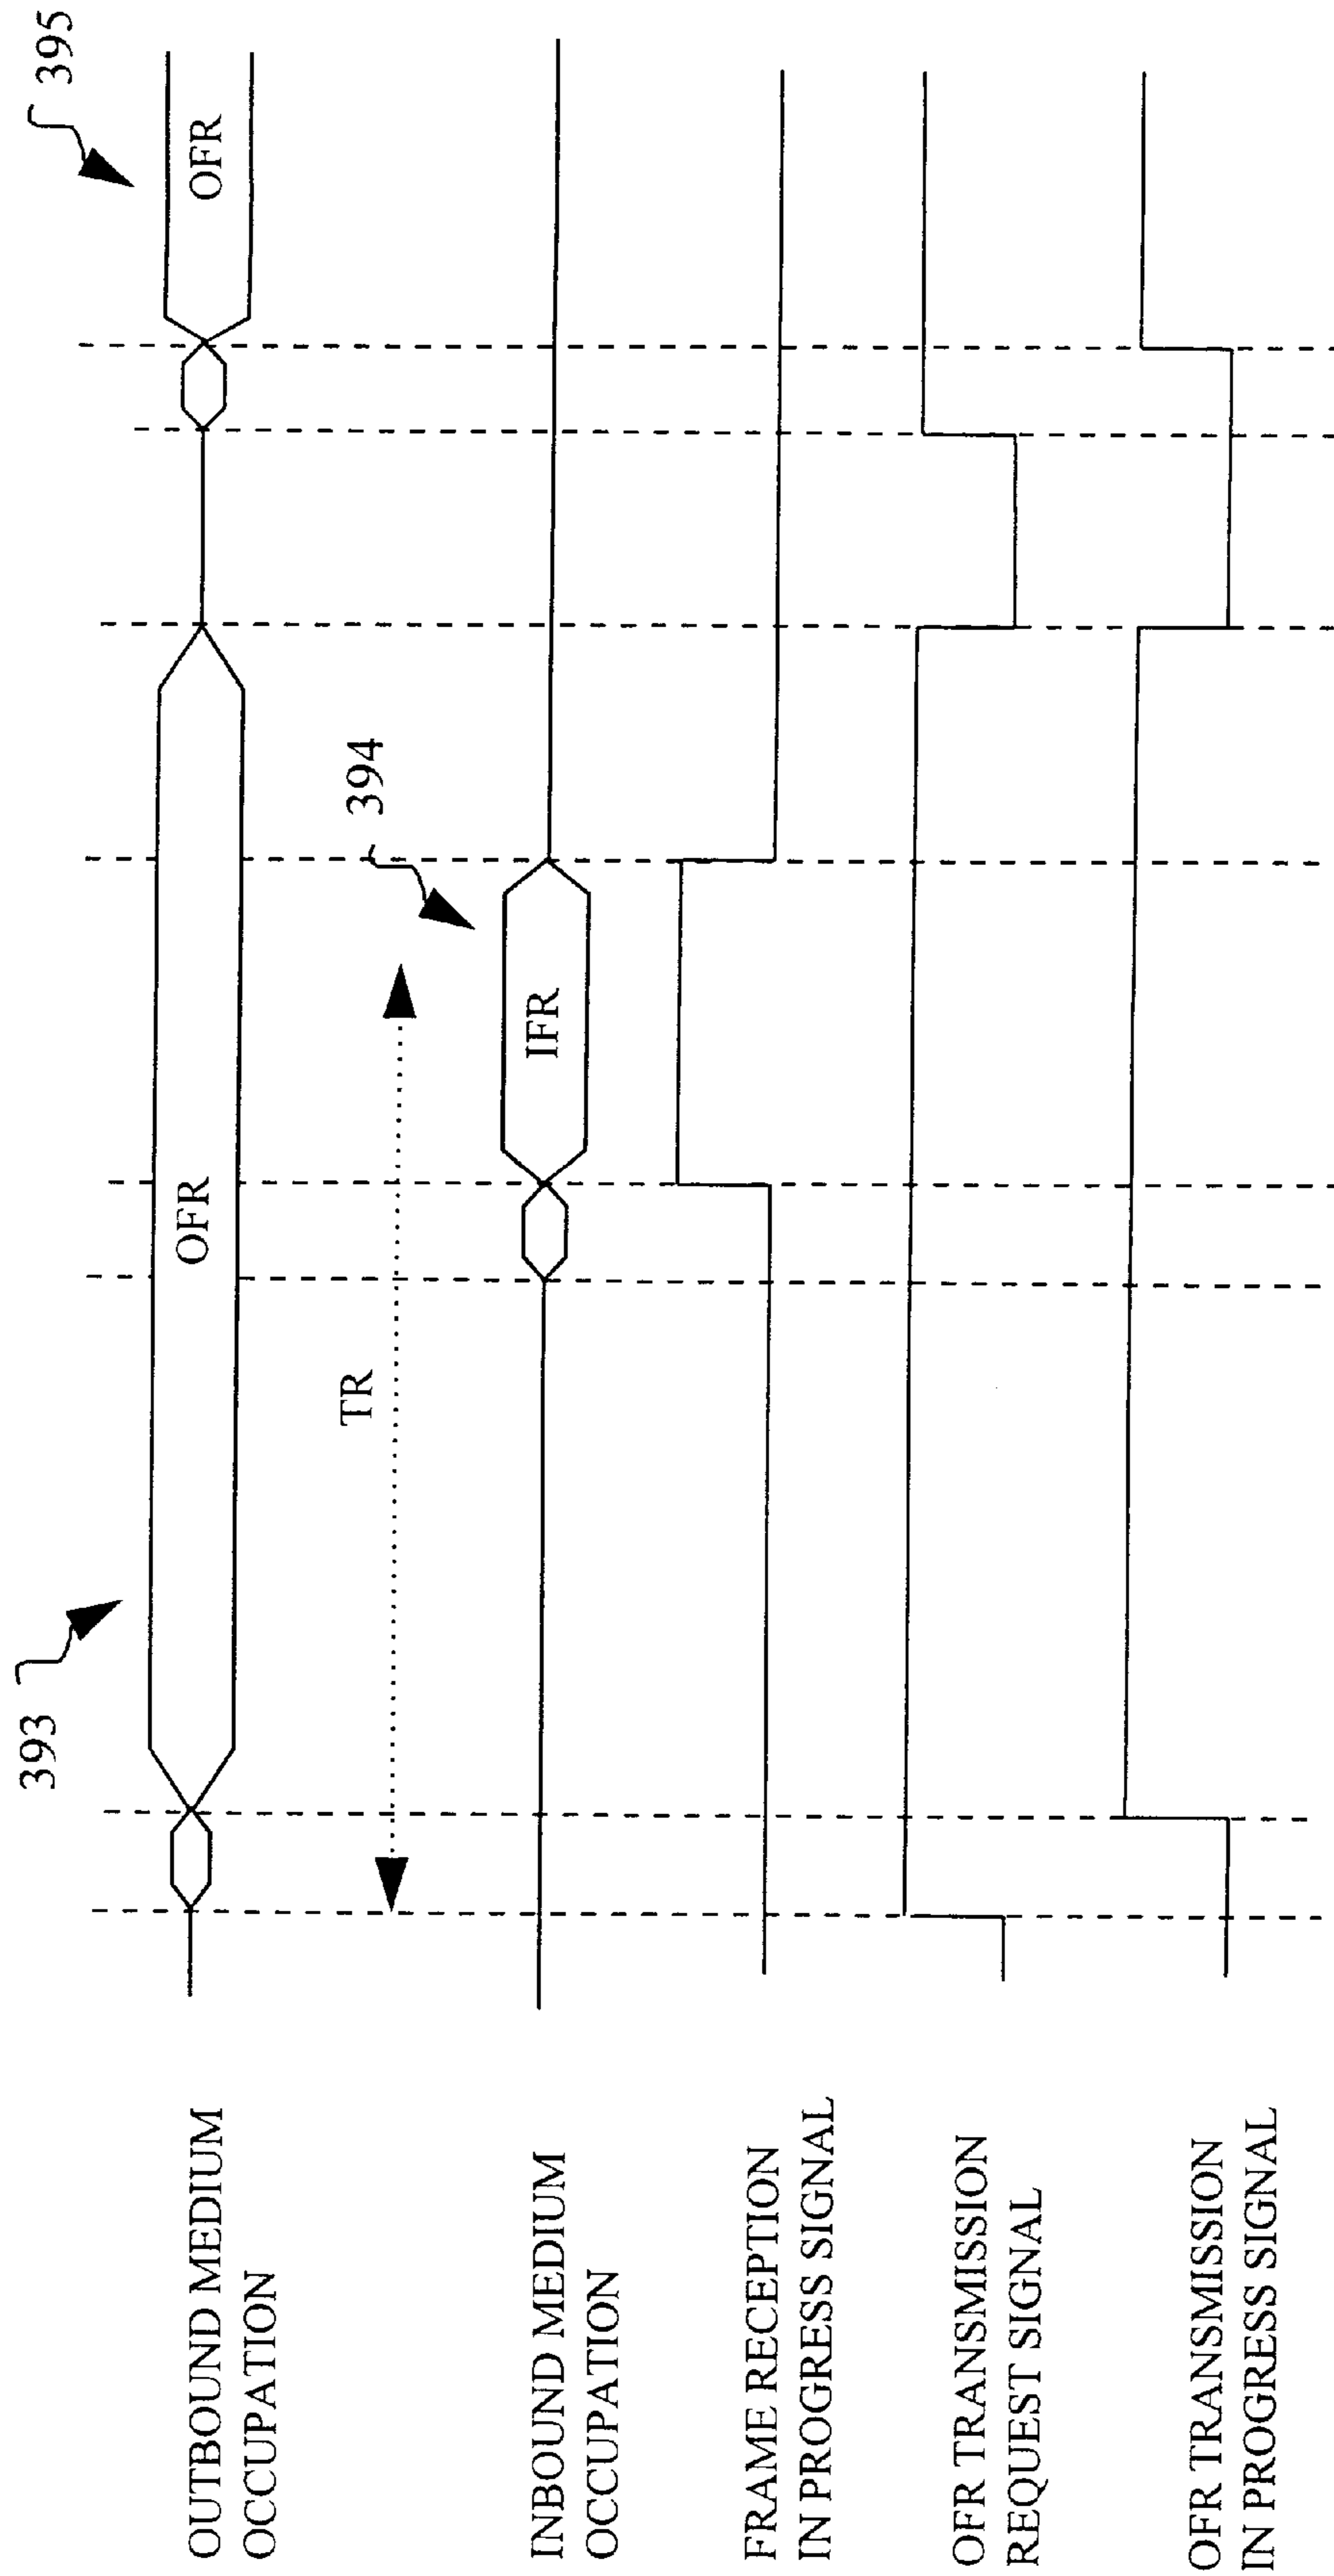 393
395
OUTBOUND MEDIUM
OCCUPATION
OFR
OFR
TR
394
INBOUND MEDIUM
OCCUPATION
IFR
FRAME RECEPTION
IN PROGRESS SIGNAL
OFR TRANSMISSION
REQUEST SIGNAL
OFR TRANSMISSION
IN PROGRESS SIGNAL